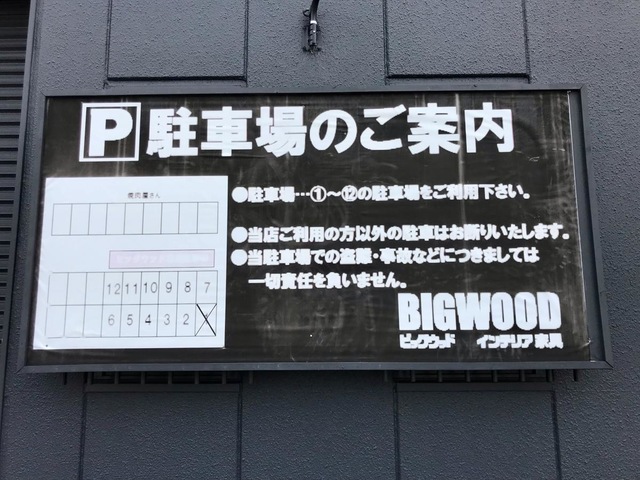 P 駐車場のご案内
焼肉屋さん
12 11 10 9 8 7
6 5 4 3 2
●駐車場…①～⑫の駐車場をご利用下さい。
●当店ご利用の方以外の駐車はお断りいたします。
●当駐車場での盗難・事故などにつきましては
一切責任を負いません。
BIGWOOD
ビッグウッド インテリア家具